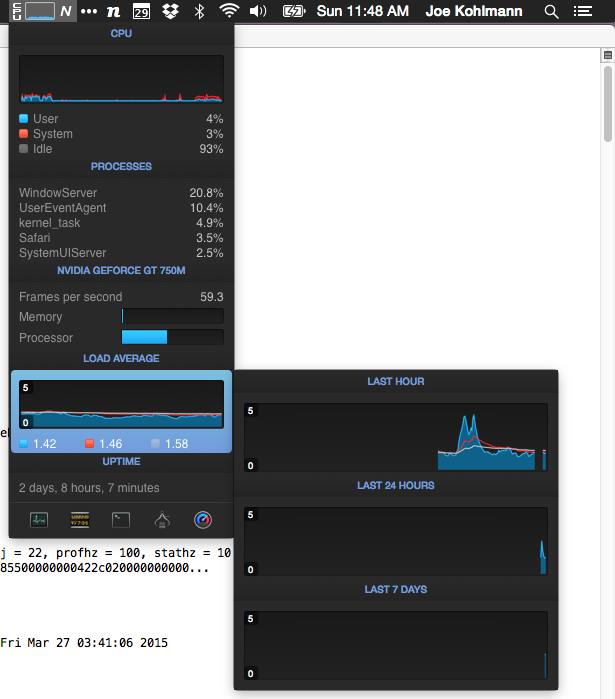 CPU N n 29 Sun 11:48 AM Joe Kohlmann
CPU
User 4%
System 3%
Idle 93%
PROCESSES
WindowServer 20.8%
UserEventAgent 10.4%
kernel_task 4.9%
Safari 3.5%
SystemUIServer 2.5%
NVIDIA GEFORCE GT 750M
Frames per second 59.3
Memory
Processor
LOAD AVERAGE
5
0
1.42 1.46 1.58
UPTIME
2 days, 8 hours, 7 minutes
LAST HOUR
5
0
LAST 24 HOURS
5
0
LAST 7 DAYS
5
0
j = 22, profhz = 100, stathz = 10
85500000000422c020000000000...
Fri Mar 27 03:41:06 2015